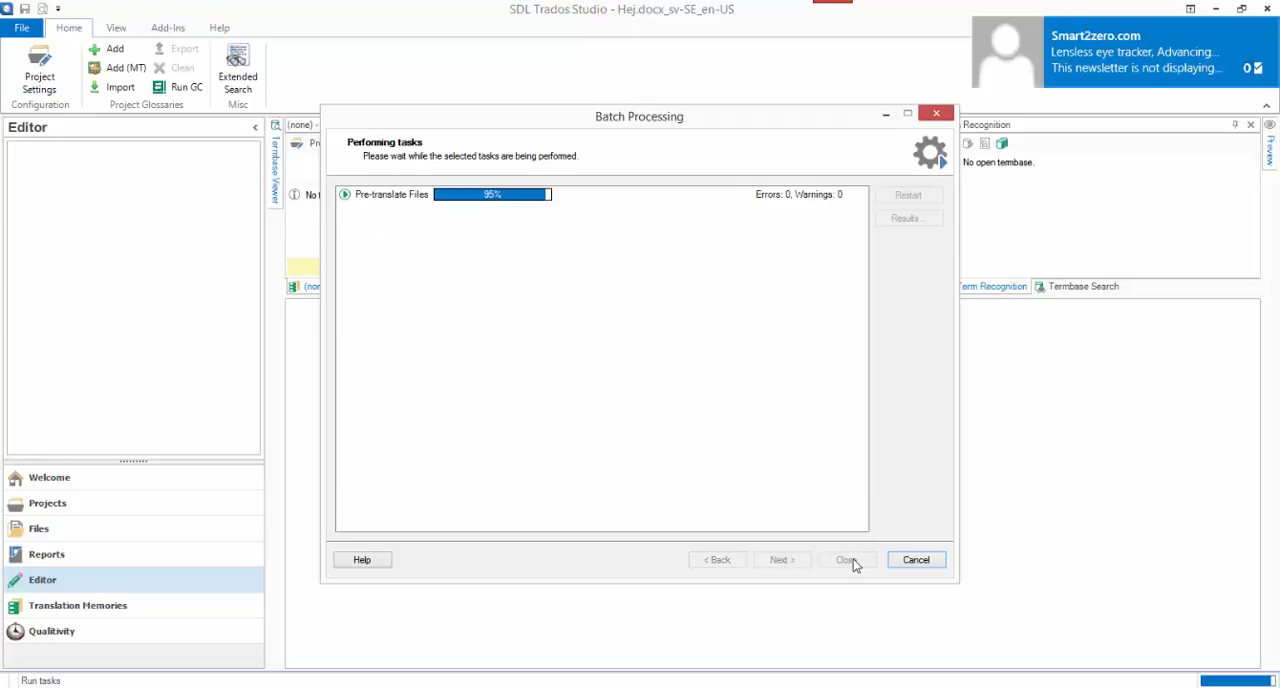 SDL Trados Studio - Hej.docx_sv-SE_en-US
File
Home
View
Add-Ins
Help
Project Settings
Configuration
Add
Add (MT)
Import
Export
Clean
Run GC
Project Glossaries
Extended Search
Misc
Smart2zero.com
Lensless eye tracker, Advancing...
This newsletter is not displaying...
0
Editor
Termbase Viewer
(none) -
Batch Processing
Performing tasks
Please wait while the selected tasks are being performed.
Pre-translate Files
95%
Errors: 0, Warnings: 0
Restart
Results...
Help
< Back
Next >
Cancel
Recognition
No open termbase.
Preview
Term Recognition
Termbase Search
Welcome
Projects
Files
Reports
Editor
Translation Memories
Qualitivity
Run tasks